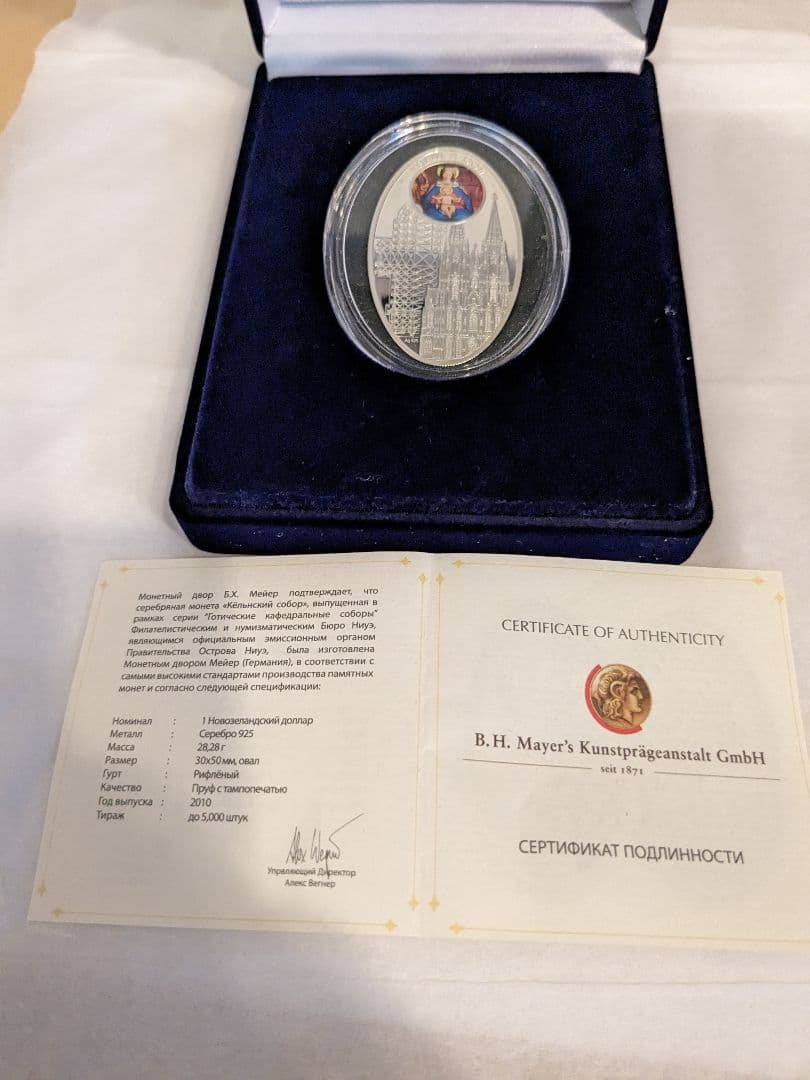 Ag 925
Монетный двор Б.Х. Мейер подтверждает, что
серебряная монета «Кёльнский собор», выпущенная в
рамках серии "Готические кафедральные соборы"
Филателистическим и нумизматическим Бюро Ниуэ,
являющимся официальным эмиссионным органом
Правительства Острова Ниуэ, была изготовлена
Монетным двором Мейер (Германия), в соответствии с
самыми высокими стандартами производства памятных
монет и согласно следующей спецификации:
Номинал : 1 Новозеландский доллар
Металл : Серебро 925
Масса : 28,28 г
Размер : 30х50 мм, овал
Гурт : Рифлёный
Качество : Пруф с тампопечатью
Год выпуска : 2010
Тираж : до 5,000 штук
Управляющий Директор
Алекс Вегнер
CERTIFICATE OF AUTHENTICITY
B. H. Mayer's Kunstprägeanstalt GmbH
seit 1871
СЕРТИФИКАТ ПОДЛИННОСТИ